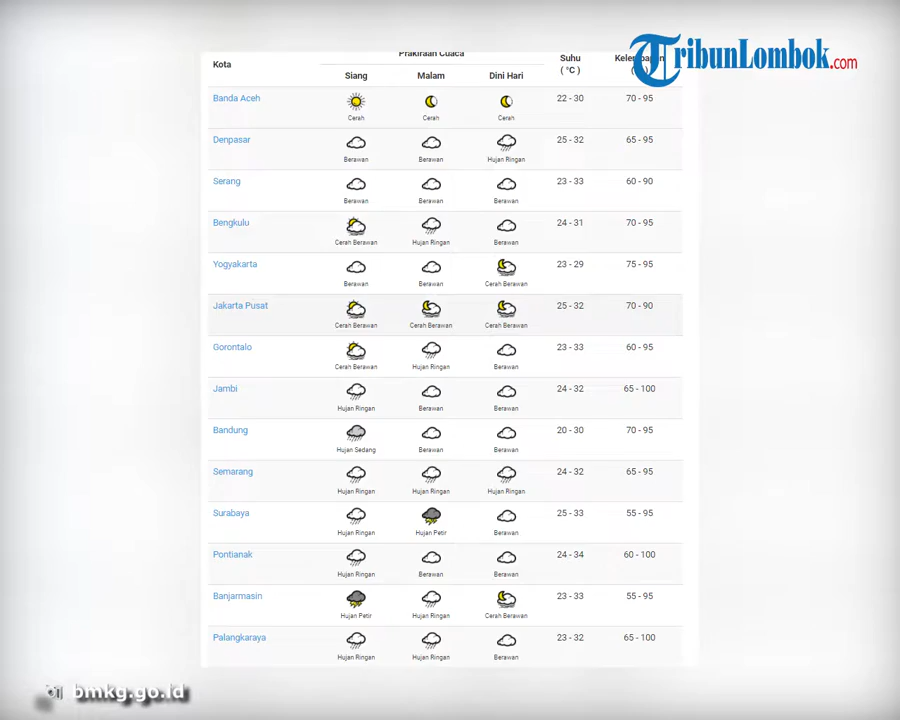 TribunLombok.com
Prakiraan Cuaca
Kota Siang Malam Dini Hari Suhu ( °C )
Banda Aceh Cerah Cerah Cerah 22 - 30 70 - 95
Denpasar Berawan Berawan Hujan Ringan 25 - 32 65 - 95
Serang Berawan Berawan Berawan 23 - 33 60 - 90
Bengkulu Cerah Berawan Hujan Ringan Berawan 24 - 31 70 - 95
Yogyakarta Berawan Berawan Cerah Berawan 23 - 29 75 - 95
Jakarta Pusat Cerah Berawan Cerah Berawan Cerah Berawan 25 - 32 70 - 90
Gorontalo Cerah Berawan Hujan Ringan Berawan 23 - 33 60 - 95
Jambi Hujan Ringan Berawan Berawan 24 - 32 65 - 100
Bandung Hujan Sedang Berawan Berawan 20 - 30 70 - 95
Semarang Hujan Ringan Hujan Ringan Hujan Ringan 24 - 32 65 - 95
Surabaya Hujan Ringan Hujan Petir Berawan 25 - 33 55 - 95
Pontianak Hujan Ringan Berawan Berawan 24 - 34 60 - 100
Banjarmasin Hujan Petir Hujan Ringan Cerah Berawan 23 - 33 55 - 95
Palangkaraya Hujan Ringan Hujan Ringan Berawan 23 - 32 65 - 100
bmkg.go.id